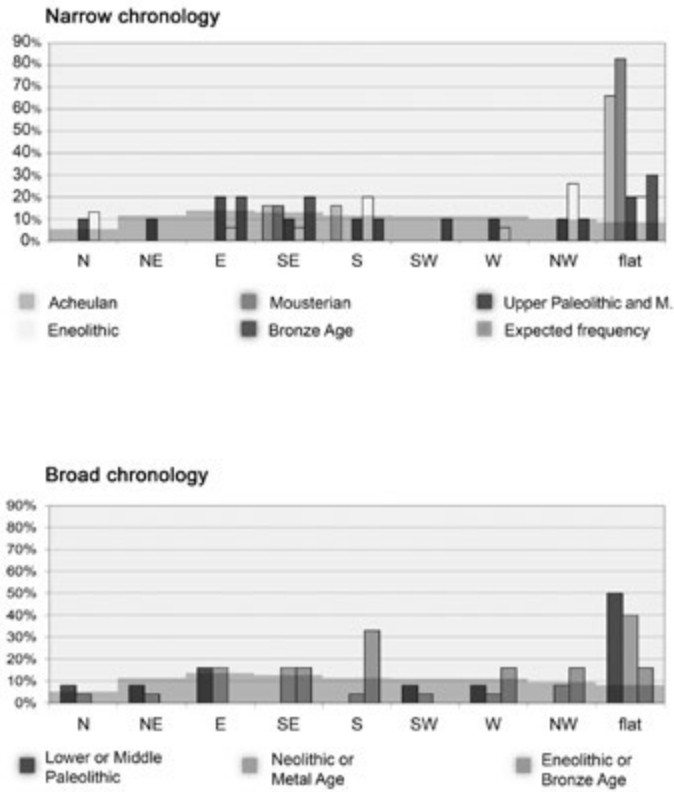 Narrow chronology
90%
80%
70%
60%
50%
40%
30%
20%
10%
0%
N NE E SE S SW W NW flat
Acheulan Mousterian Upper Paleolithic and M.
Eneolithic Bronze Age Expected frequency
Broad chronology
90%
80%
70%
60%
50%
40%
30%
20%
10%
0%
N NE E SE S SW W NW flat
Lower or Middle Neolithic or Eneolithic or
Paleolithic Metal Age Bronze Age